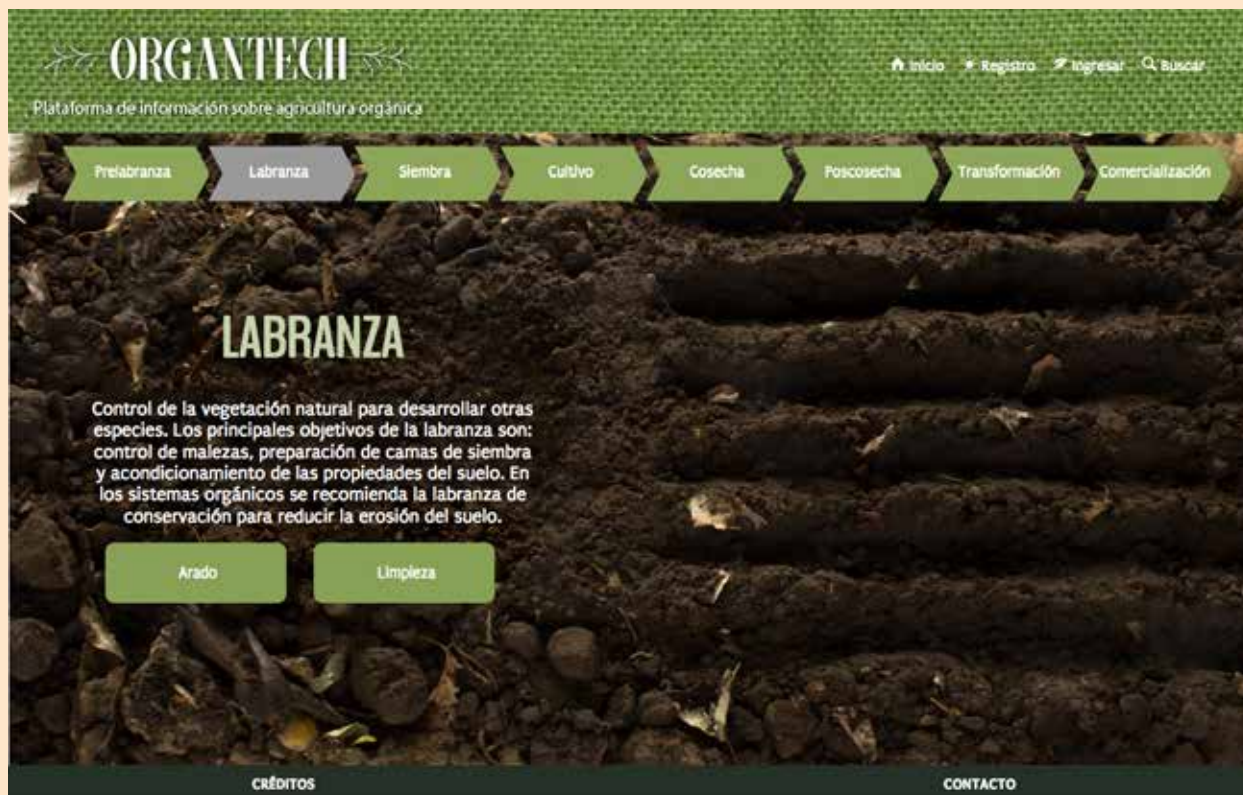 ORGANTECH
Plataforma de información sobre agricultura orgánica
Inicio Registro Ingresar Buscar
Prelabranza Labranza Siembra Cultivo Cosecha Poscosecha Transformación Comercialización
LABRANZA
Control de la vegetación natural para desarrollar otras
especies. Los principales objetivos de la labranza son:
control de malezas, preparación de camas de siembra
y acondicionamiento de las propiedades del suelo. En
los sistemas orgánicos se recomienda la labranza de
conservación para reducir la erosión del suelo.
Arado Limpieza
CRÉDITOS CONTACTO